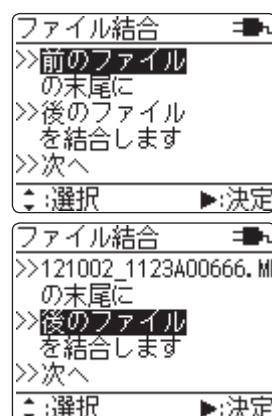 ファイル結合
>>前のファイル
の末尾に
>>後のファイル
を結合します
>>次へ
:選択 ▶:決定
ファイル結合
>>121002_1123A00666.M
の末尾に
>>後のファイル
を結合します
>>次へ
:選択 ▶:決定